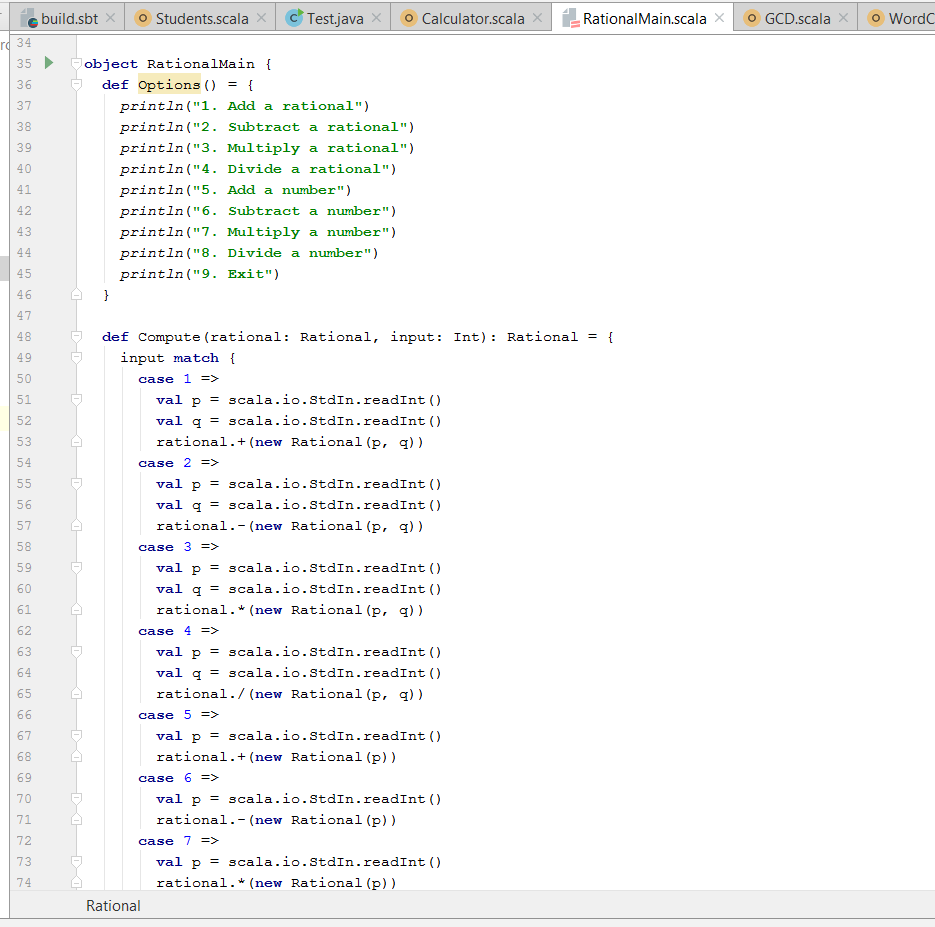 build.sbt Students.scala Test.java Calculator.scala RationalMain.scala GCD.scala WordC
34
35 object RationalMain {
36 def Options() = {
37 println("1. Add a rational")
38 println("2. Subtract a rational")
39 println("3. Multiply a rational")
40 println("4. Divide a rational")
41 println("5. Add a number")
42 println("6. Subtract a number")
43 println("7. Multiply a number")
44 println("8. Divide a number")
45 println("9. Exit")
46 }
47
48 def Compute(rational: Rational, input: Int): Rational = {
49 input match {
50 case 1 =>
51 val p = scala.io.StdIn.readInt()
52 val q = scala.io.StdIn.readInt()
53 rational.+(new Rational(p, q))
54 case 2 =>
55 val p = scala.io.StdIn.readInt()
56 val q = scala.io.StdIn.readInt()
57 rational.-(new Rational(p, q))
58 case 3 =>
59 val p = scala.io.StdIn.readInt()
60 val q = scala.io.StdIn.readInt()
61 rational.*(new Rational(p, q))
62 case 4 =>
63 val p = scala.io.StdIn.readInt()
64 val q = scala.io.StdIn.readInt()
65 rational./(new Rational(p, q))
66 case 5 =>
67 val p = scala.io.StdIn.readInt()
68 rational.+(new Rational(p))
69 case 6 =>
70 val p = scala.io.StdIn.readInt()
71 rational.-(new Rational(p))
72 case 7 =>
73 val p = scala.io.StdIn.readInt()
74 rational.*(new Rational(p))
Rational